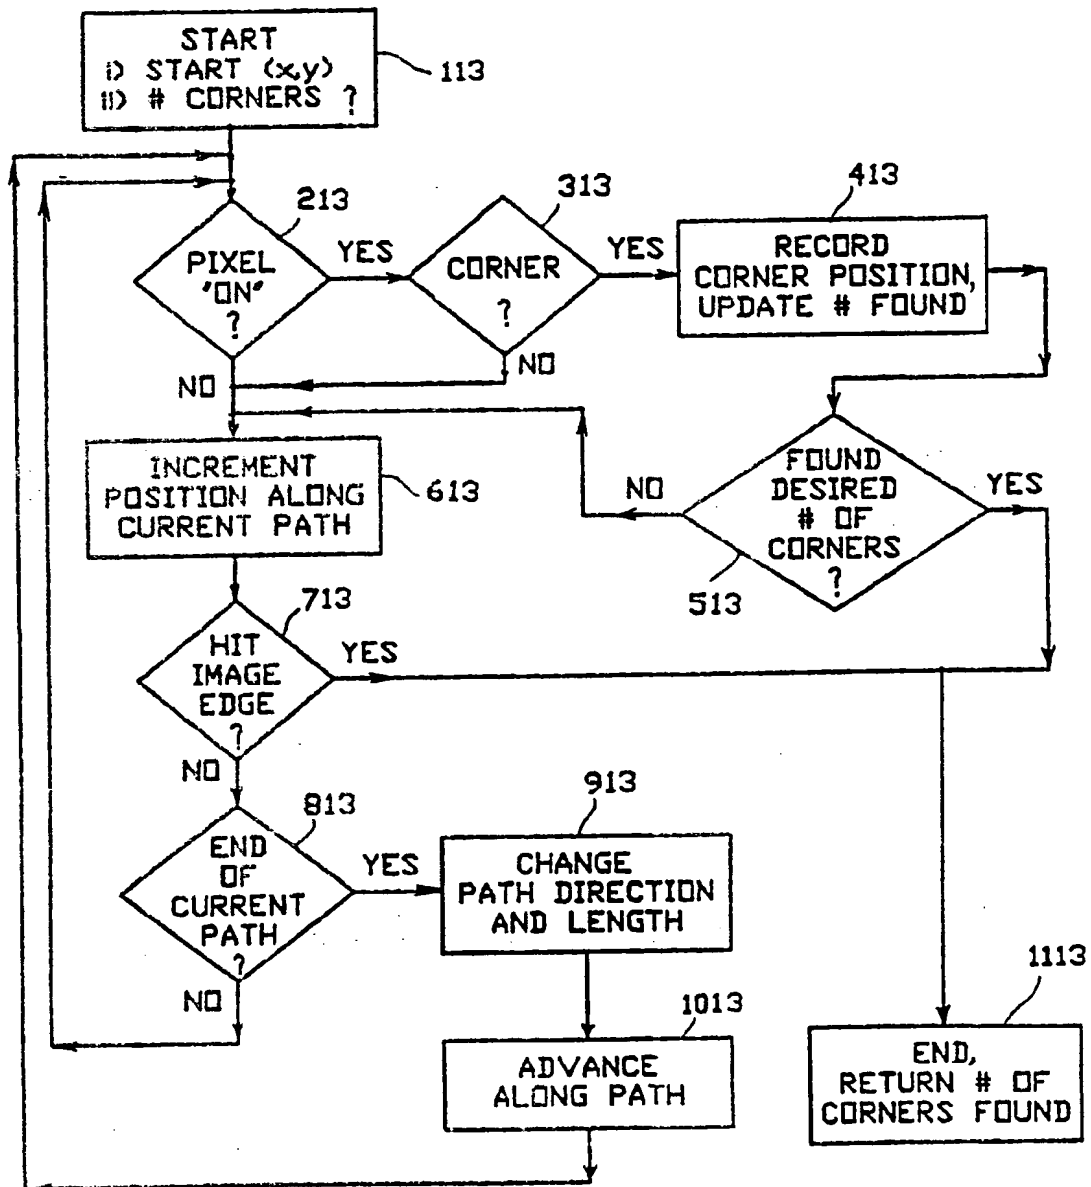 START
i) START (x,y)
ii) # CORNERS ?
113
213
PIXEL
"ON"
?
YES
NO
313
CORNER
?
YES
NO
413
RECORD
CORNER POSITION,
UPDATE # FOUND
FOUND
DESIRED
# OF
CORNERS
?
NO
YES
513
INCREMENT
POSITION ALONG
CURRENT PATH
613
713
HIT
IMAGE
EDGE
?
YES
NO
813
END
OF
CURRENT
PATH
?
YES
NO
913
CHANGE
PATH DIRECTION
AND LENGTH
1013
ADVANCE
ALONG PATH
1113
END,
RETURN # OF
CORNERS FOUND